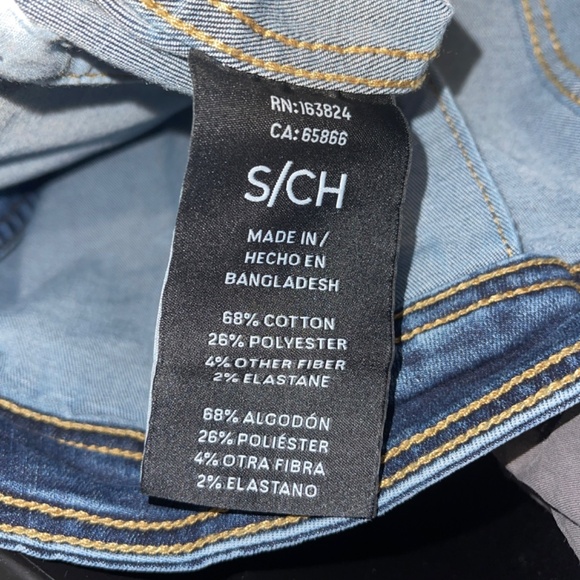 RN:163824
CA:65866
S/CH
MADE IN/
HECHO EN
BANGLADESH
68% COTTON
26% POLYESTER
4% OTHER FIBER
2% ELASTANE
68% ALGODÓN
26% POLIÉSTER
4% OTRA FIBRA
2% ELASTANO